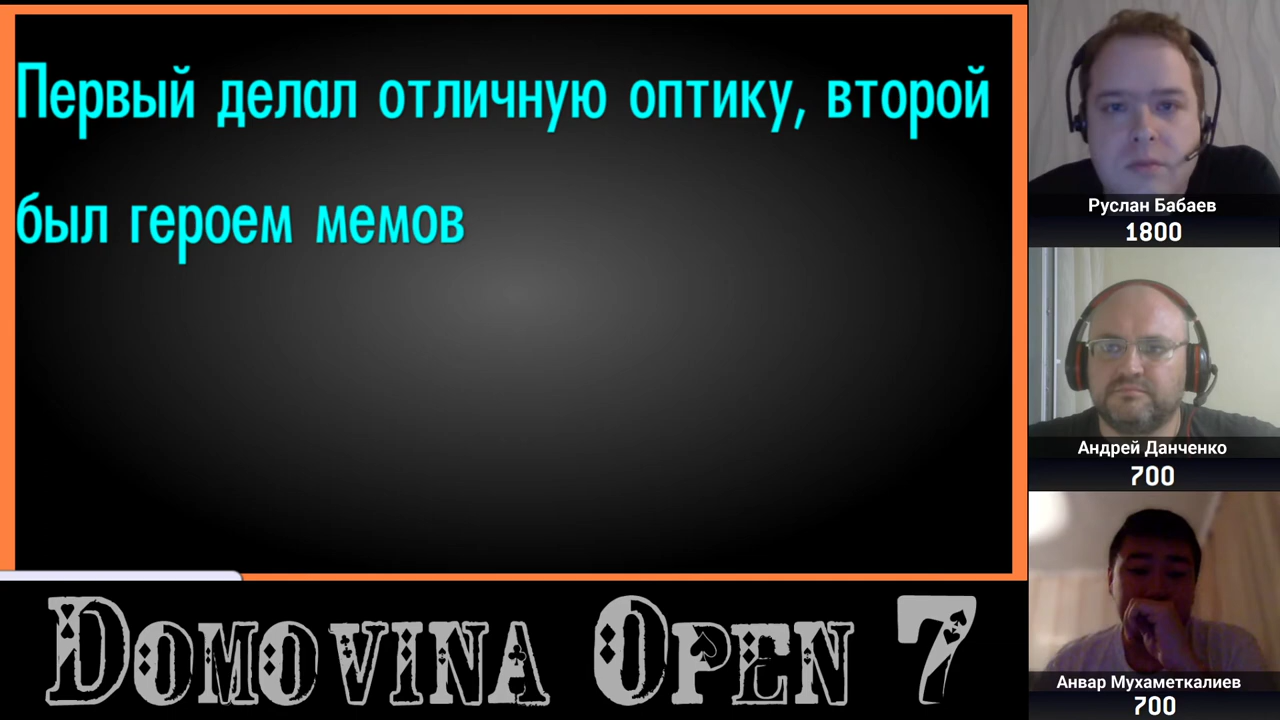 Первый делал отличную оптику, второй
был героем мемов
Руслан Бабаев
1800
Андрей Данченко
700
Анвар Мухаметкалиев
700
Domovina Open 7